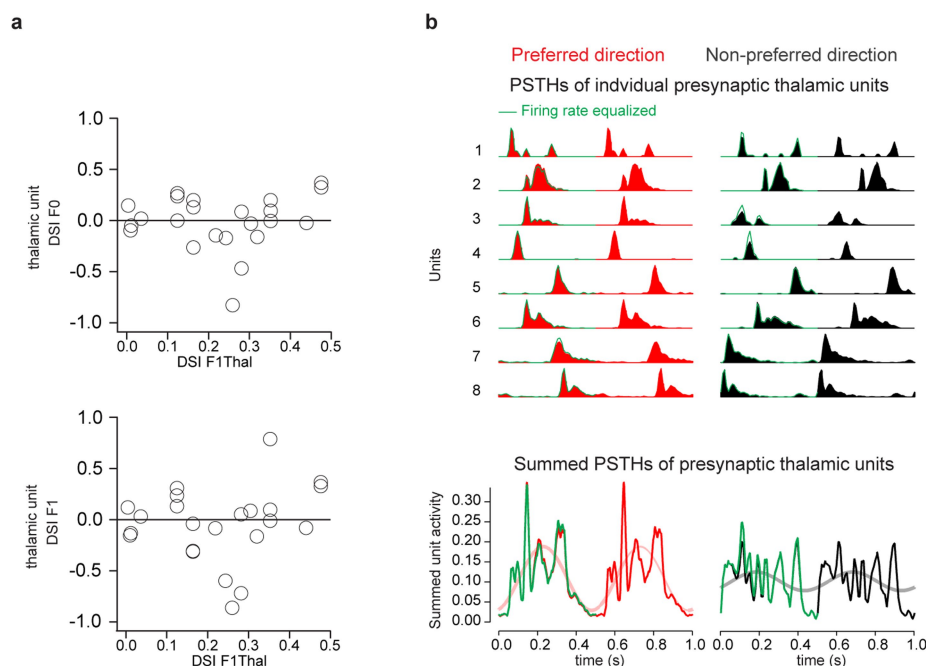 a
thalamic unit
DSI F0
1.0
0.5
0.0
-0.5
-1.0
0.0 0.1 0.2 0.3 0.4 0.5
DSI F1Thal
thalamic unit
DSI F1
1.0
0.5
0.0
-0.5
-1.0
0.0 0.1 0.2 0.3 0.4 0.5
DSI F1Thal
b
Preferred direction Non-preferred direction
PSTHs of indvidual presynaptic thalamic units
Firing rate equalized
Units
1
2
3
4
5
6
7
8
Summed PSTHs of presynaptic thalamic units
Summed unit activity
0.30
0.25
0.20
0.15
0.10
0.05
0.00
0.0 0.2 0.4 0.6 0.8 1.0
time (s)
0.0 0.2 0.4 0.6 0.8 1.0
time (s)